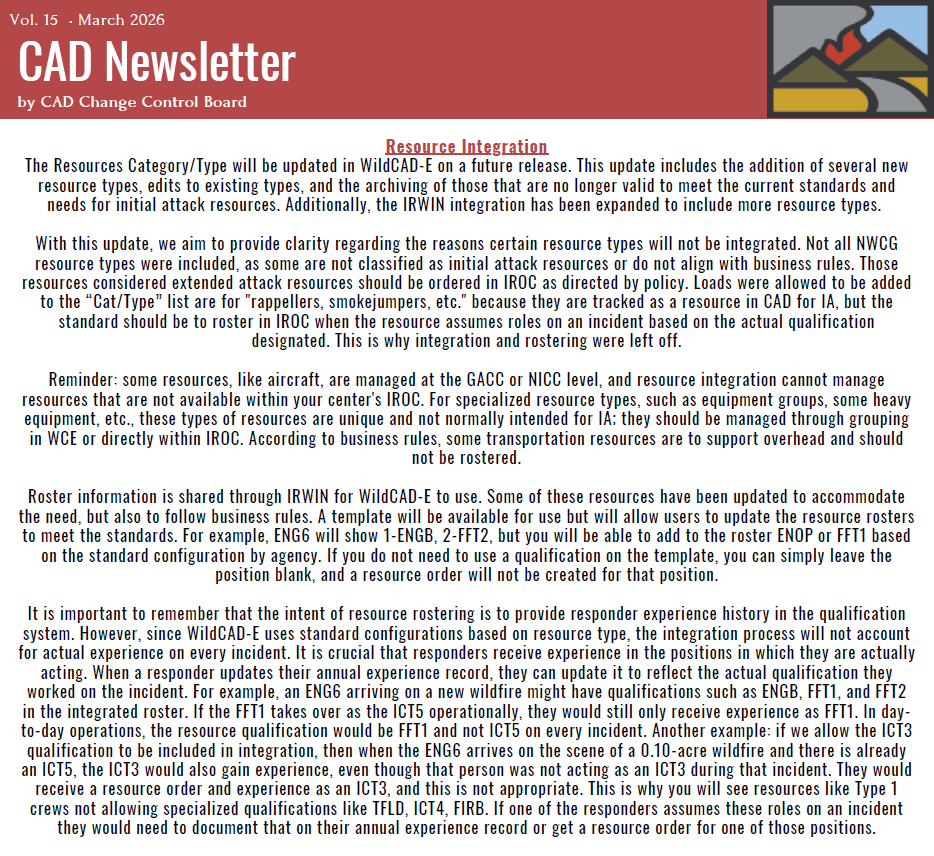 Vol. 15 · March 2026
CAD Newsletter
by CAD Change Control Board
Resource Integration
The Resources Category/Type will be updated in WildCAD-E on a future release. This update includes the addition of several new
resource types, edits to existing types, and the archiving of those that are no longer valid to meet the current standards and
needs for initial attack resources. Additionally, the IRWIN integration has been expanded to include more resource types.
With this update, we aim to provide clarity regarding the reasons certain resource types will not be integrated. Not all NWCG
resource types were included, as some are not classified as initial attack resources or do not align with business rules. Those
resources considered extended attack resources should be ordered in IROC as directed by policy. Loads were allowed to be added
to the “Cat/Type” list are for "rappellers, smokejumpers, etc." because they are tracked as a resource in CAD for IA, but the
standard should be to roster in IROC when the resource assumes roles on an incident based on the actual qualification
designated. This is why integration and rostering were left off.
Reminder: some resources, like aircraft, are managed at the GACC or NICC level, and resource integration cannot manage
resources that are not available within your center's IROC. For specialized resource types, such as equipment groups, some heavy
equipment, etc., these types of resources are unique and not normally intended for IA; they should be managed through grouping
in WCE or directly within IROC. According to business rules, some transportation resources are to support overhead and should
not be rostered.
Roster information is shared through IRWIN for WildCAD-E to use. Some of these resources have been updated to accommodate
the need, but also to follow business rules. A template will be available for use but will allow users to update the resource rosters
to meet the standards. For example, ENG6 will show 1-ENGB, 2-FFT2, but you will be able to add to the roster ENOP or FFT1 based
on the standard configuration by agency. If you do not need to use a qualification on the template, you can simply leave the
position blank, and a resource order will not be created for that position.
It is important to remember that the intent of resource rostering is to provide responder experience history in the qualification
system. However, since WildCAD-E uses standard configurations based on resource type, the integration process will not account
for actual experience on every incident. It is crucial that responders receive experience in the positions in which they are actually
acting. When a responder updates their annual experience record, they can update it to reflect the actual qualification they
worked on the incident. For example, an ENG6 arriving on a new wildfire might have qualifications such as ENGB, FFT1, and FFT2
in the integrated roster. If the FFT1 takes over as the ICT5 operationally, they would still only receive experience as FFT1. In day-
to-day operations, the resource qualification would be FFT1 and not ICT5 on every incident. Another example: if we allow the ICT3
qualification to be included in integration, then when the ENG6 arrives on the scene of a 0.10-acre wildfire and there is already
an ICT5, the ICT3 would also gain experience, even though that person was not acting as an ICT3 during that incident. They would
receive a resource order and experience as an ICT3, and this is not appropriate. This is why you will see resources like Type 1
crews not allowing specialized qualifications like TFLD, ICT4, FIRB. If one of the responders assumes these roles on an incident
they would need to document that on their annual experience record or get a resource order for one of those positions.